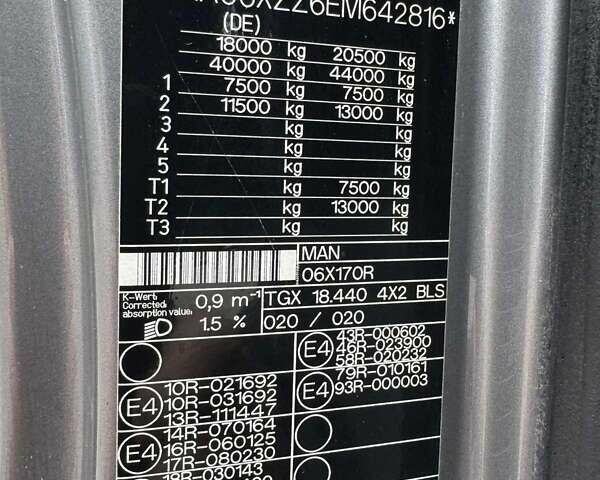 06XZZ6EM642816*
(DE)
18000 kg 20500 kg
40000 kg 44000 kg
1 7500 kg 7500 kg
2 11500 kg 13000 kg
3 kg kg
4 kg kg
5 kg kg
T1 kg 7500 kg
T2 kg 13000 kg
T3 kg kg
MAN
06X170R
K-Wert:
Corrected
absorption value:
0,9 m⁻¹
1.5 %
TGX 18.440 4X2 BLS
020 / 020
E4
43R-000602
46R-023900
58R-020232
E4
79R-010161
93R-000003
E4
10R-021692
10R-031692
13R-111447
E4
14R-070164
16R-060125
17R-080230
18R-030143